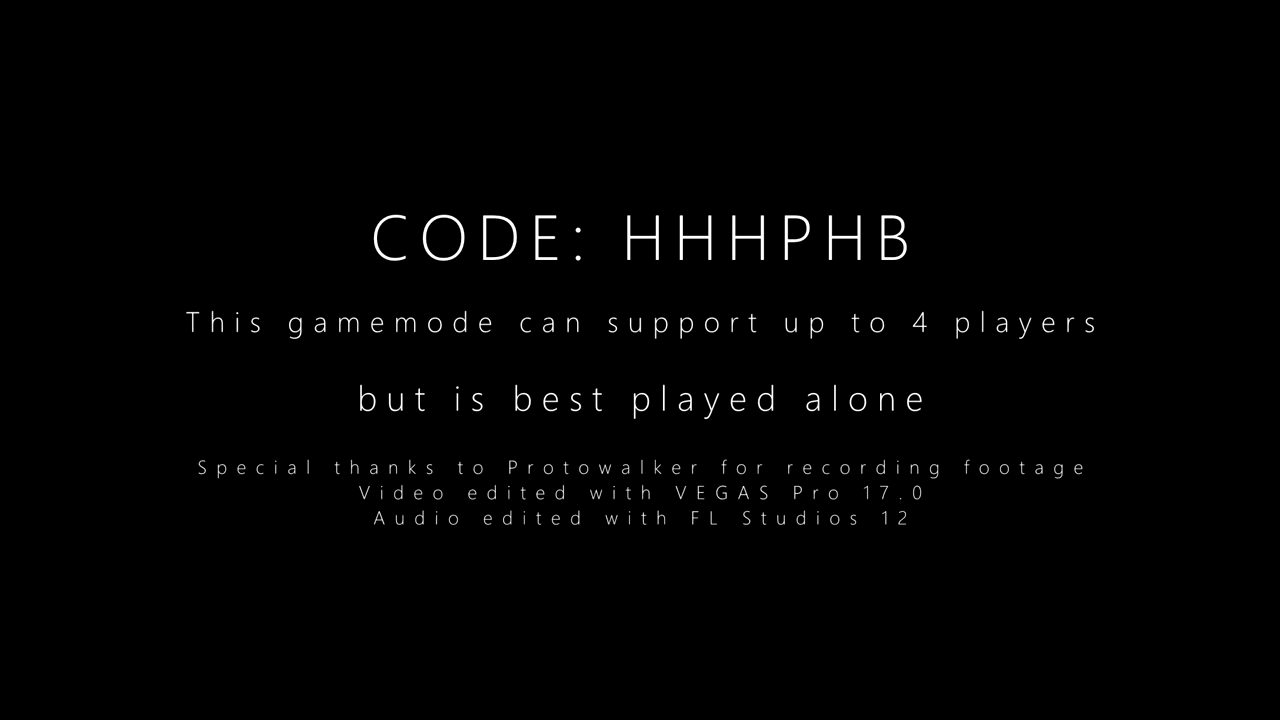 CODE: HHHPHB
This gamemode can support up to 4 players
but is best played alone
Special thanks to Protowalker for recording footage
Video edited with VEGAS Pro 17.0
Audio edited with FL Studios 12